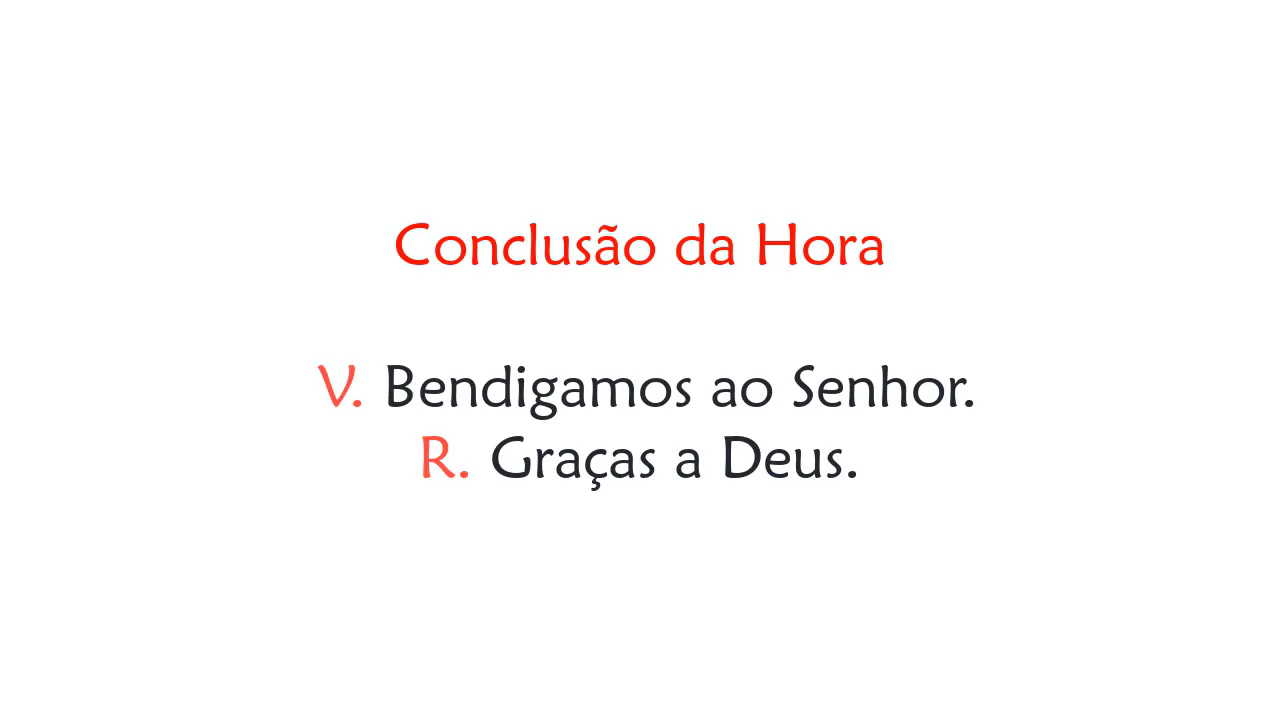 Conclusão da Hora
V. Bendigamos ao Senhor.
R. Graças a Deus.